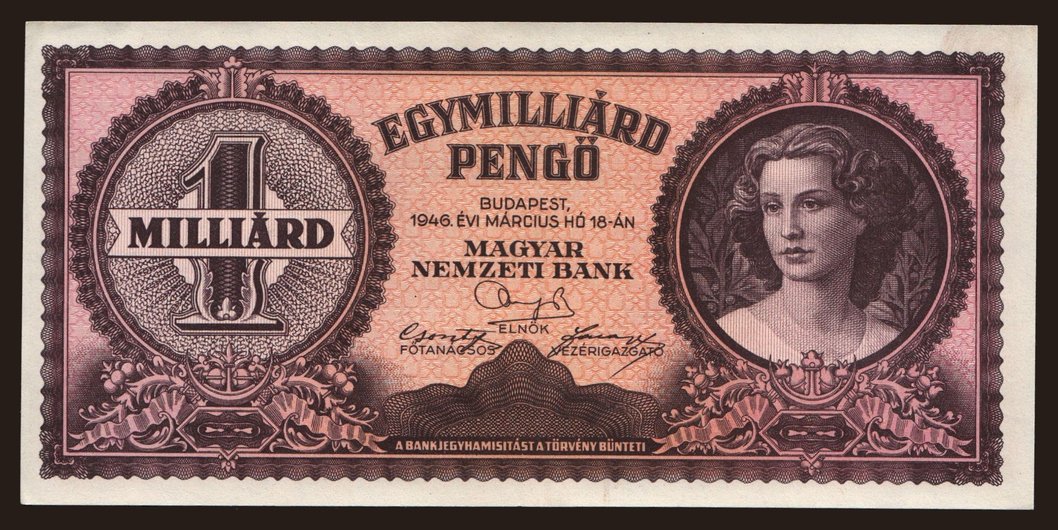 1
MILLIÁRD
EGYMILLIÁRD
PENGŐ
BUDAPEST,
1946. ÉVI MÁRCIUS HÓ 18-ÁN
MAGYAR
NEMZETI BANK
ELNÖK
FŐTANÁCSOS
VEZÉRIGAZGATÓ
A BANKJEGYHAMISITÁST A TÖRVÉNY BÜNTETI